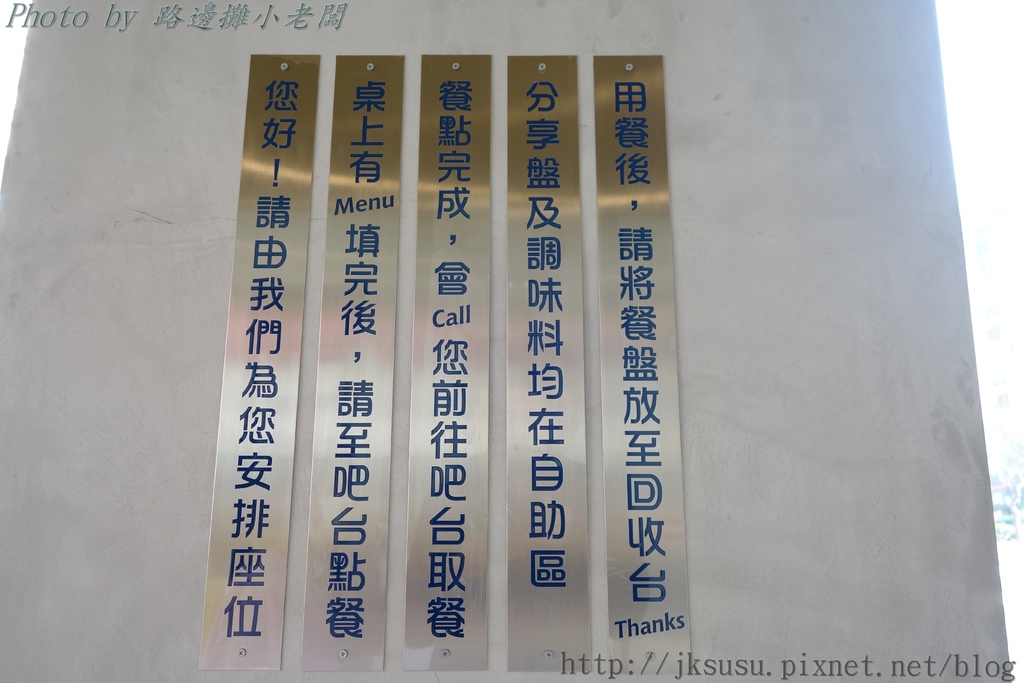 Photo by 路邊攤小老闆
您好！請由我們為您安排座位
桌上有Menu填完後，請至吧台點餐
餐點完成，會Call您前往吧台取餐
分享盤及調味料均在自助區
用餐後，請將餐盤放至回收台Thanks
http://jksusu.pixnet.net/blog